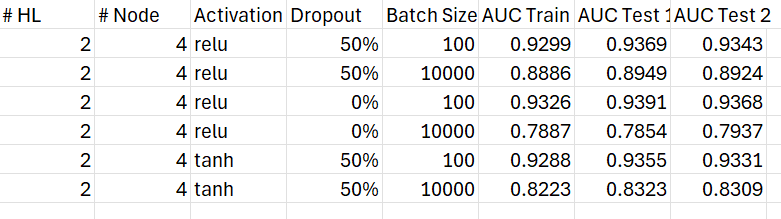 # HL # Node Activation Dropout Batch Size AUC Train AUC Test 1 AUC Test 2
2 4 relu 50% 100 0.9299 0.9369 0.9343
2 4 relu 50% 10000 0.8886 0.8949 0.8924
2 4 relu 0% 100 0.9326 0.9391 0.9368
2 4 relu 0% 10000 0.7887 0.7854 0.7937
2 4 tanh 50% 100 0.9288 0.9355 0.9331
2 4 tanh 50% 10000 0.8223 0.8323 0.8309